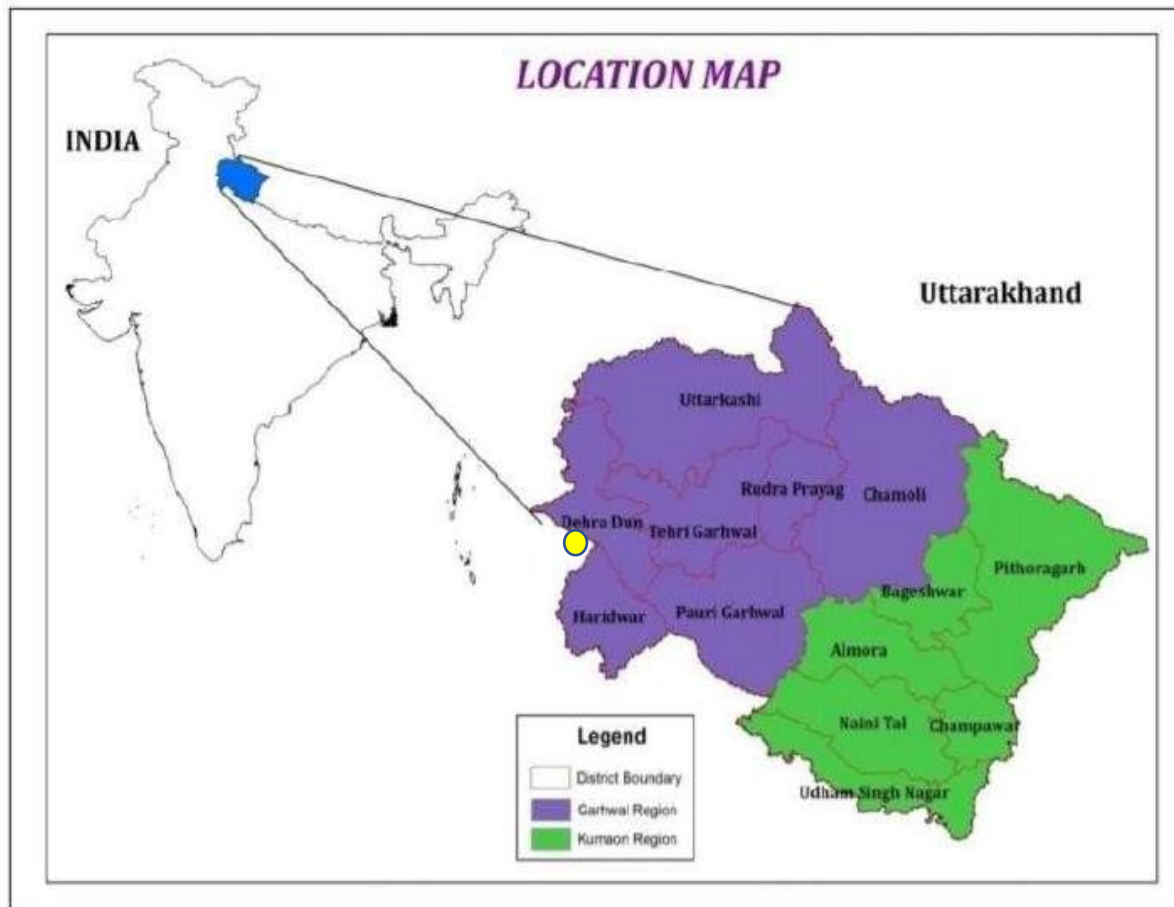 LOCATION MAP
INDIA
Uttarakhand
Uttarkashi
Rudra Prayag
Chamoli
Dehra Dun
Tehri Garhwal
Pithoragarh
Bageshwar
Haridwar
Pauri Garhwal
Almora
Naini Tal
Champawat
Udham Singh Nagar
Legend
District Boundary
Garhwal Region
Kumaon Region